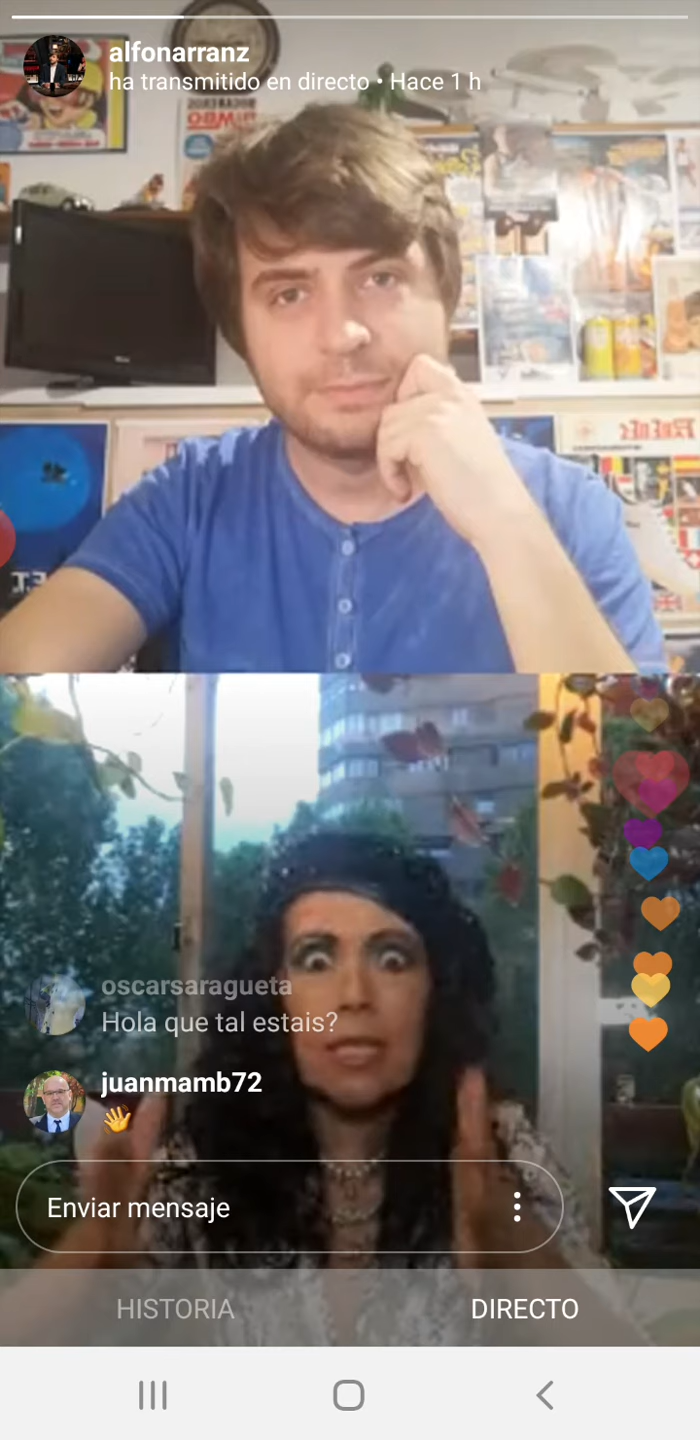 alfonarranz
ha transmitido en directo • Hace 1 h
oscarsaragueta
Hola que tal estais?
juanmamb72
👋
Enviar mensaje
HISTORIA
DIRECTO